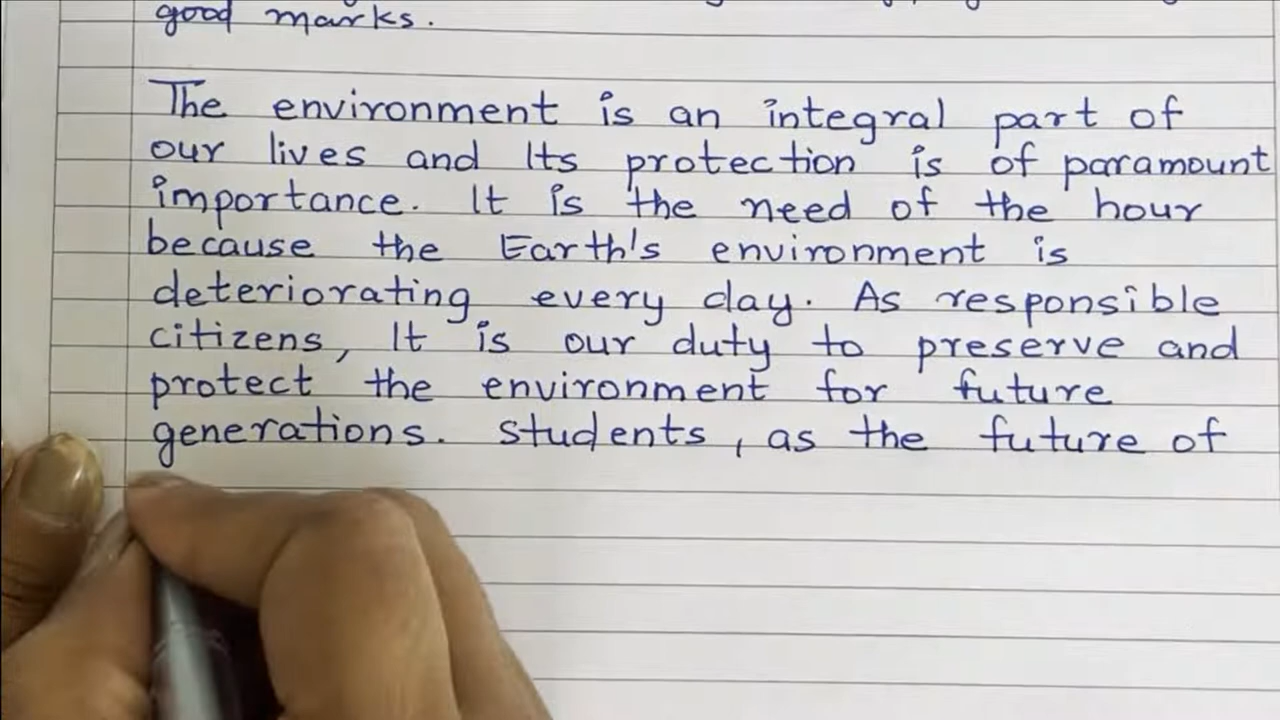 good marks.
The environment is an integral part of
our lives and Its protection is of paramount
importance. It is the need of the hour
because the Earth's environment is
deteriorating every day. As responsible
citizens, It is our duty to preserve and
protect the environment for future
generations. students, as the future of